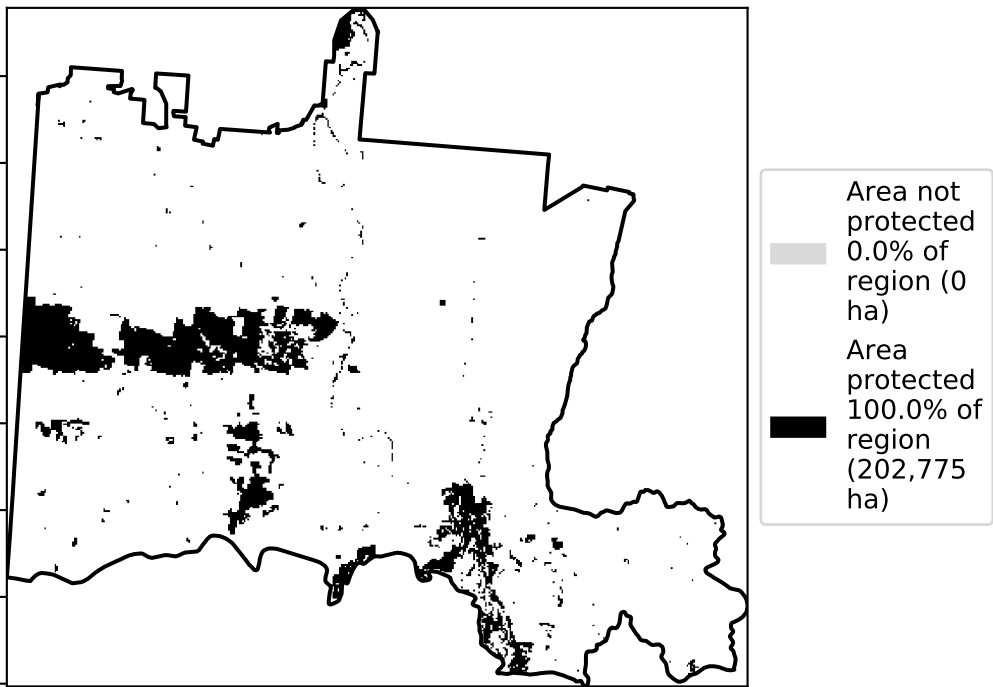 Area not
protected
0.0% of
region (0
ha)
Area
protected
100.0% of
region
(202,775
ha)